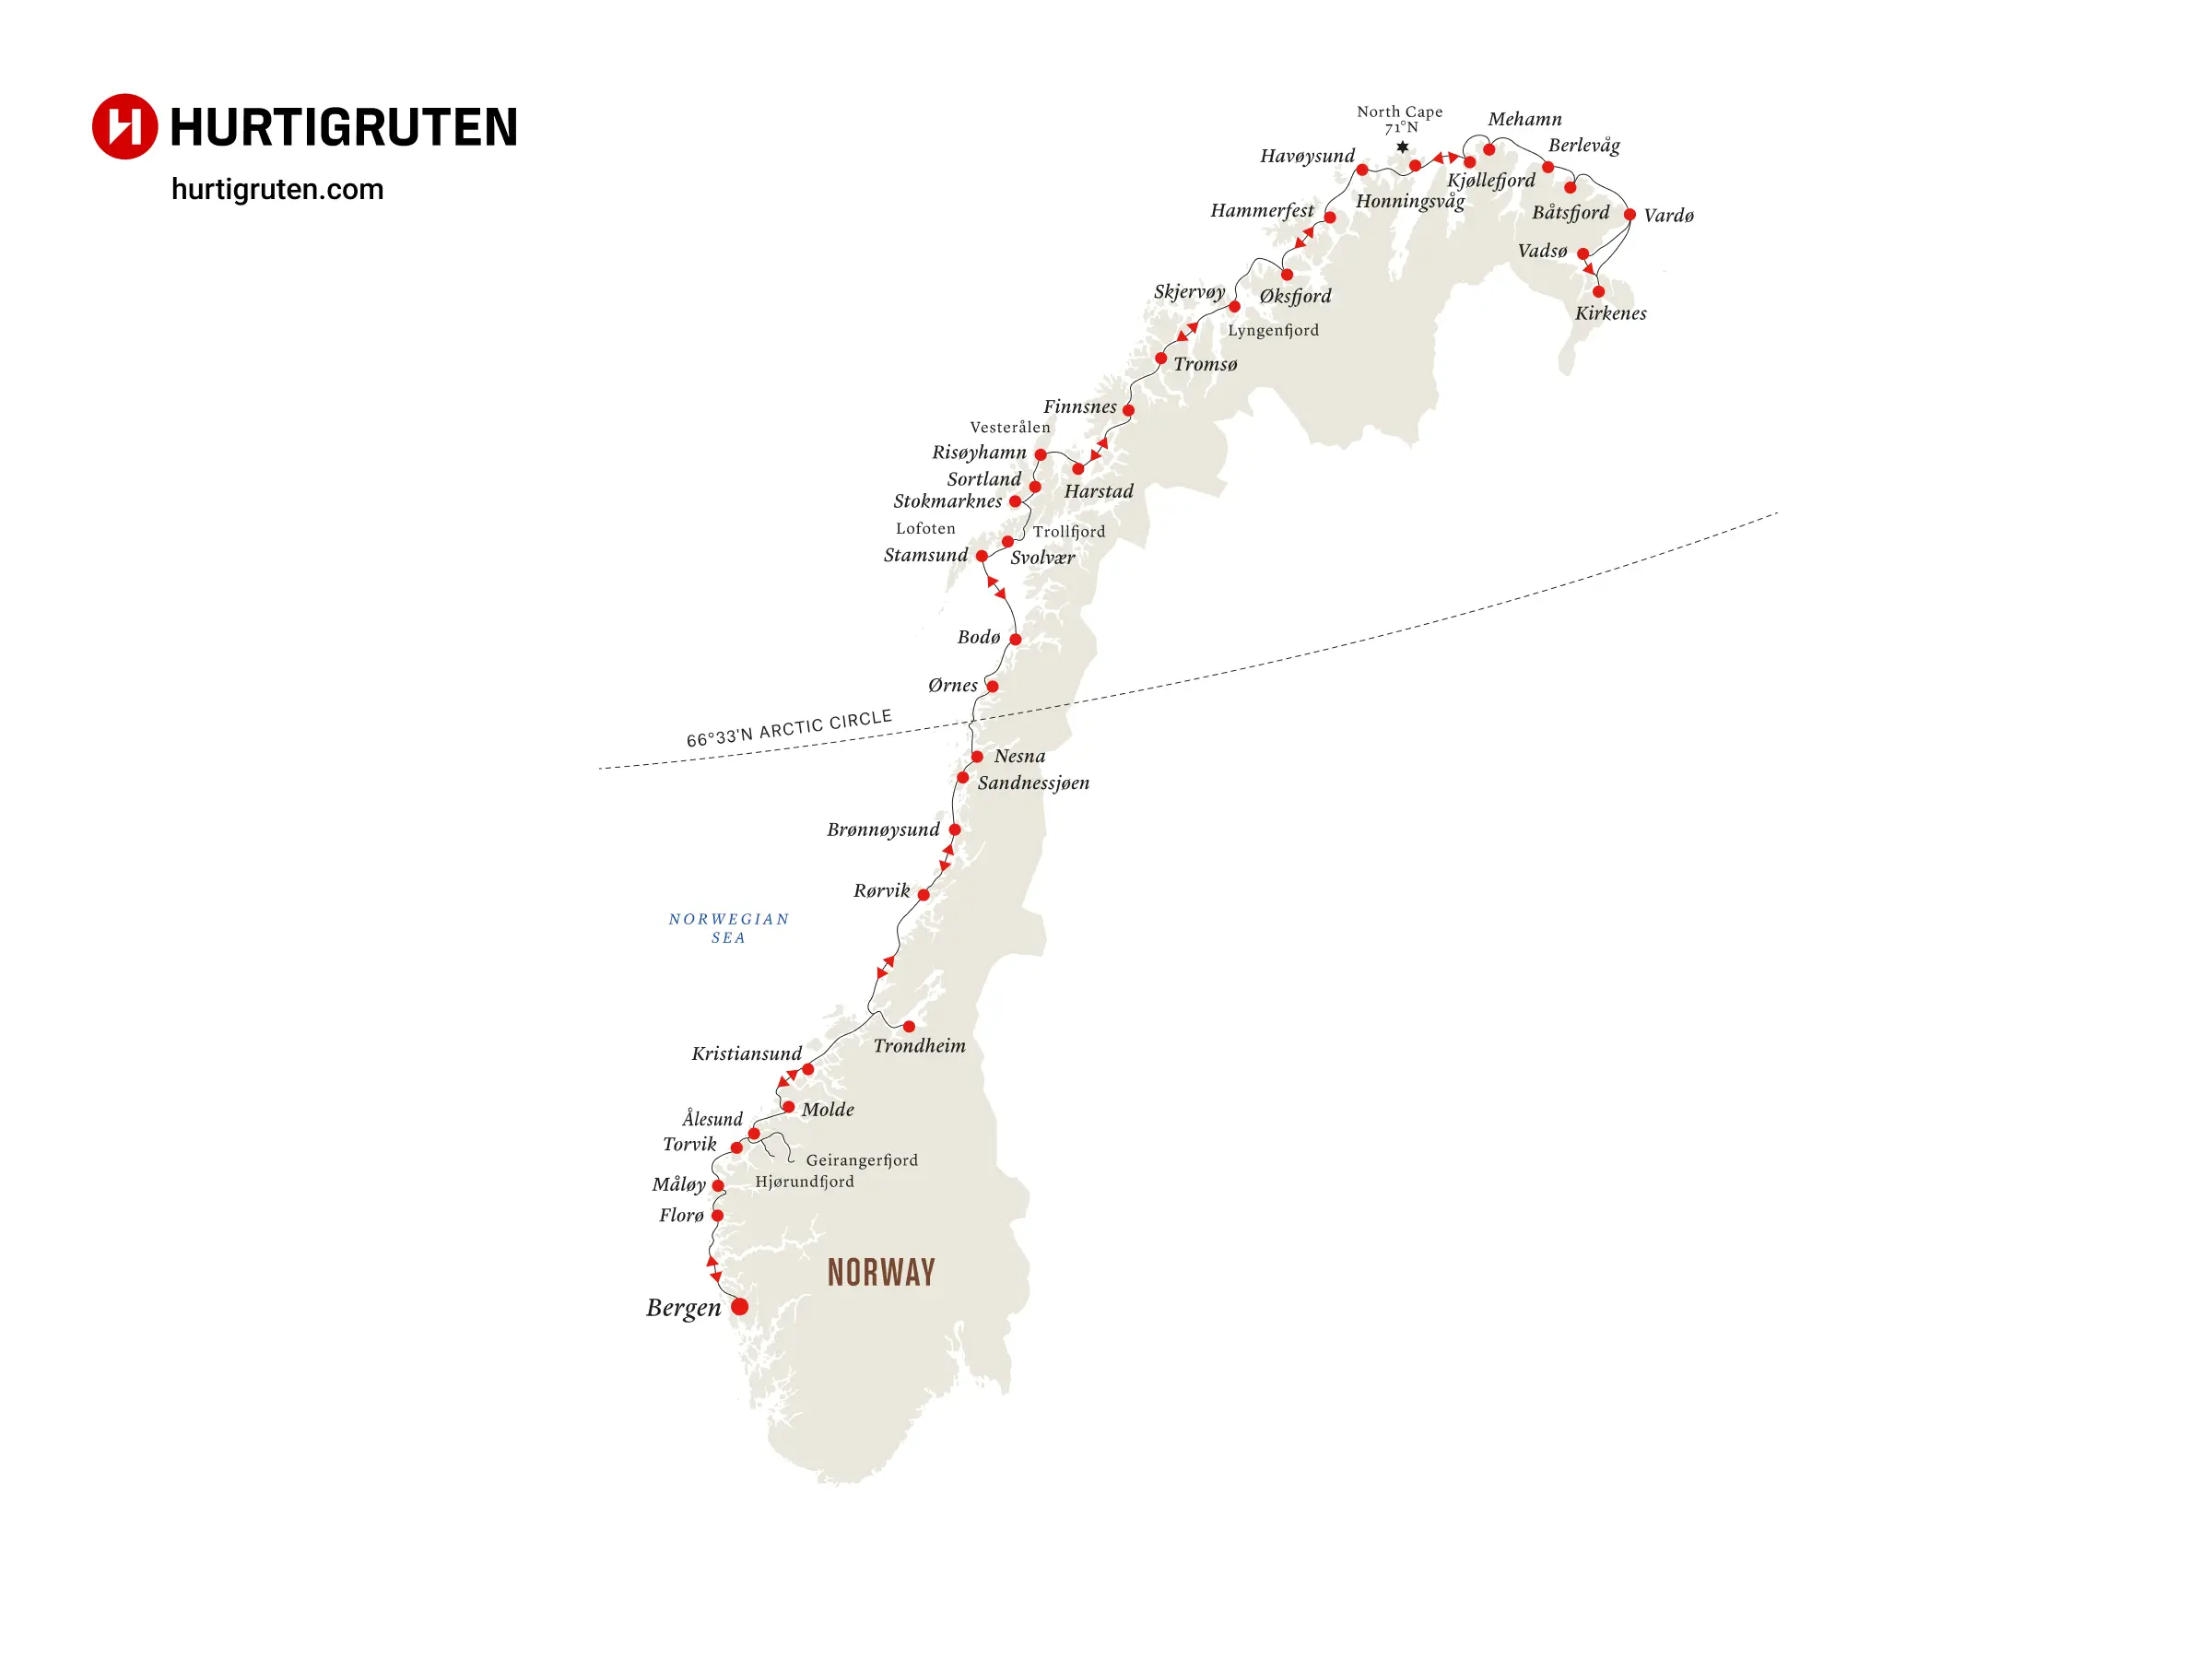 HURTIGRUTEN
hurtigruten.com
North Cape
71°N
Mehamn
Berlevåg
Havøysund
Kjøllefjord
Honningsvåg
Hammerfest
Båtsfjord
Vardø
Vadsø
Skjervøy
Øksfjord
Kirkenes
Lyngenfjord
Tromsø
Finnsnes
Vesterålen
Risøyhamn
Sortland
Harstad
Stokmarknes
Lofoten
Trollfjord
Stamsund
Svolvær
Bodø
Ørnes
66°33'N ARCTIC CIRCLE
Nesna
Sandnessjøen
Brønnøysund
Rørvik
NORWEGIAN
SEA
Trondheim
Kristiansund
Molde
Ålesund
Torvik
Geirangerfjord
Hjørundfjord
Måløy
Florø
NORWAY
Bergen